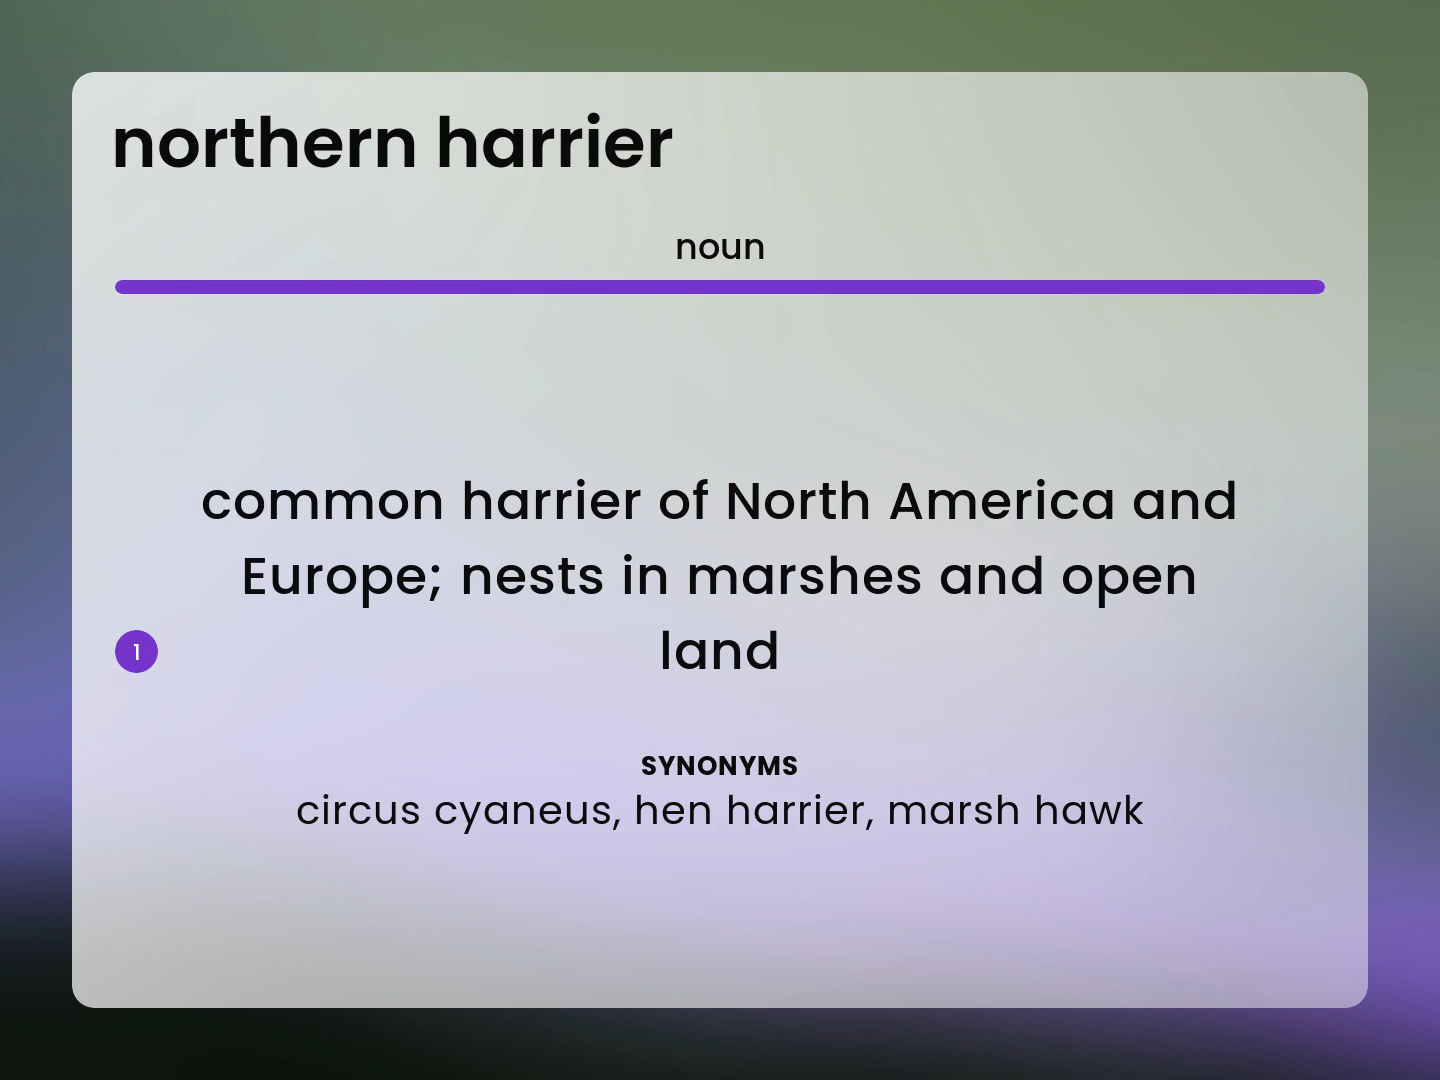 northern harrier
noun
common harrier of North America and
Europe; nests in marshes and open
land
1
SYNONYMS
circus cyaneus, hen harrier, marsh hawk